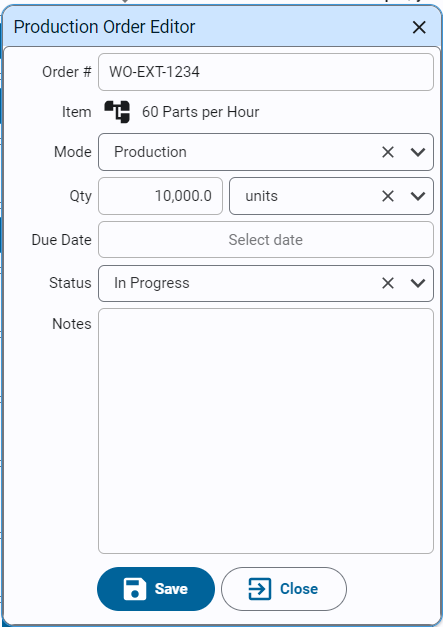 Production Order Editor
Order # WO-EXT-1234
Item 60 Parts per Hour
Mode Production
Qty 10,000.0 units
Due Date Select date
Status In Progress
Notes
Save Close